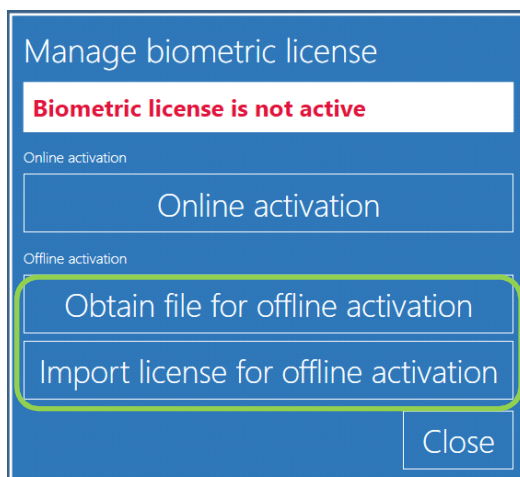 Manage biometric license
Biometric license is not active
Online activation
Online activation
Offline activation
Obtain file for offline activation
Import license for offline activation
Close